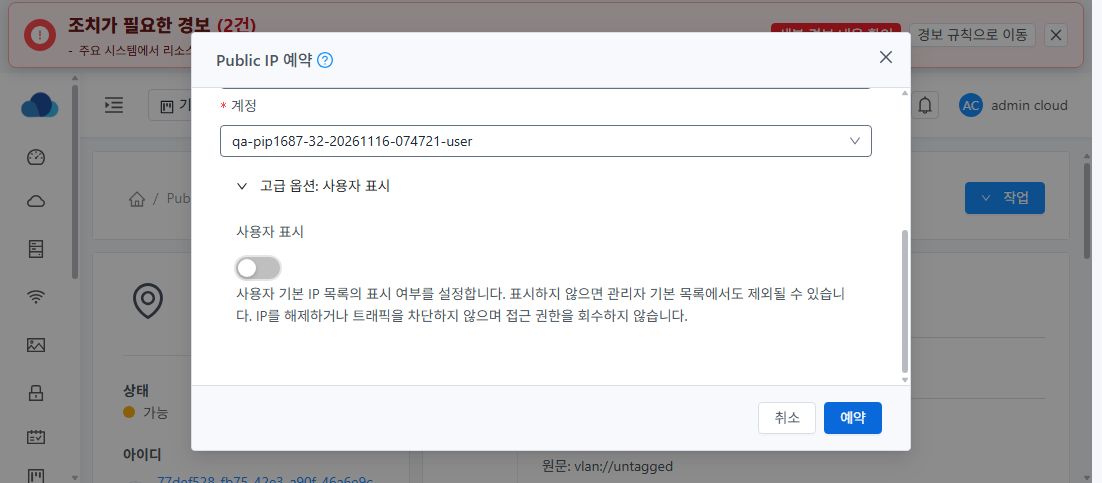 조치가 필요한 경보 (2건)
- 주요 시스템에서 리소스
경보 규칙으로 이동
Public IP 예약
기
AC admin cloud
* 계정
qa-pip1687-32-20261116-074721-user
고급 옵션: 사용자 표시
/ Pub
작업
사용자 표시
사용자 기본 IP 목록의 표시 여부를 설정합니다. 표시하지 않으면 관리자 기본 목록에서도 제외될 수 있습니
다. IP를 해제하거나 트래픽을 차단하지 않으며 접근 권한을 회수하지 않습니다.
상태
가능
취소
예약
아이디
원문: vlan://untagged